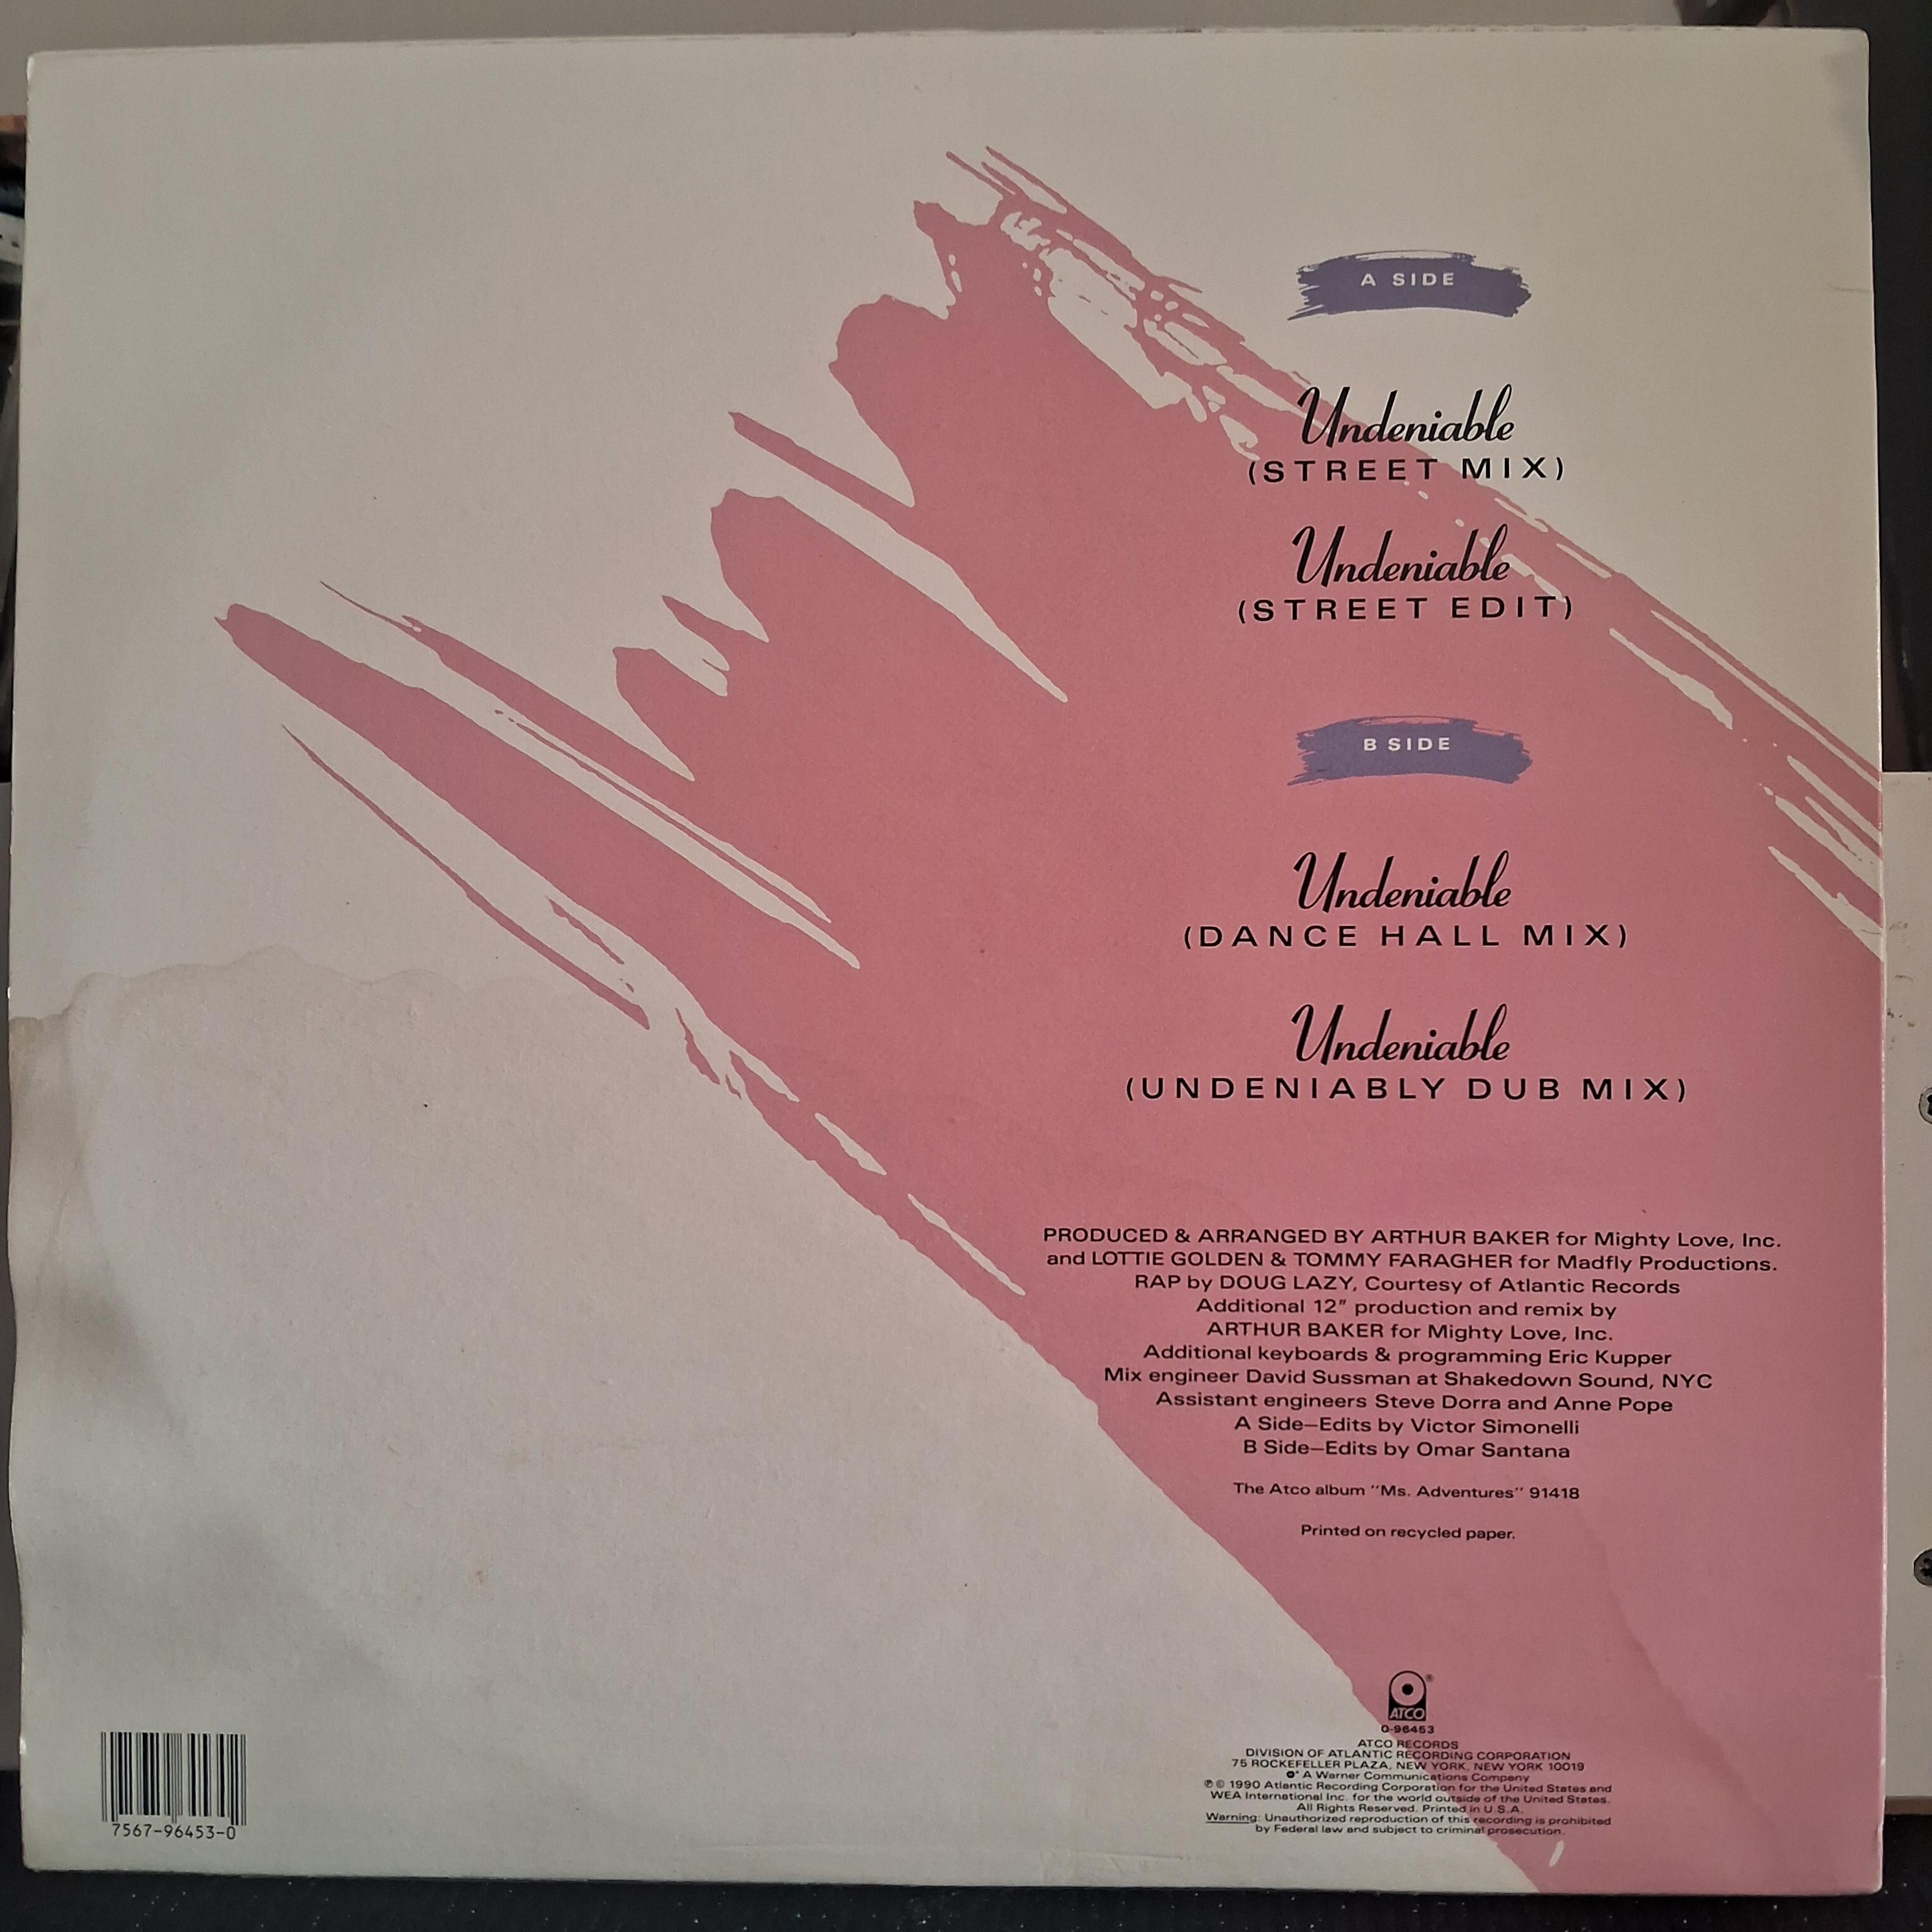 A SIDE
Undeniable
(STREET MIX)
Undeniable
(STREET EDIT)
B SIDE
Undeniable
(DANCE HALL MIX)
Undeniable
(UNDENIABLY DUB MIX)
PRODUCED & ARRANGED BY ARTHUR BAKER for Mighty Love, Inc.
and LOTTIE GOLDEN & TOMMY FARAGHER for Madfly Productions.
RAP by DOUG LAZY, Courtesy of Atlantic Records
Additional 12" production and remix by
ARTHUR BAKER for Mighty Love, Inc.
Additional keyboards & programming Eric Kupper
Mix engineer David Sussman at Shakedown Sound, NYC
Assistant engineers Steve Dorra and Anne Pope
A Side—Edits by Victor Simonelli
B Side—Edits by Omar Santana
The Atco album "Ms. Adventures" 91418
Printed on recycled paper.
ATCO ®
0-96453
ATCO RECORDS
DIVISION OF ATLANTIC RECORDING CORPORATION
75 ROCKEFELLER PLAZA, NEW YORK, NEW YORK 10019
A Warner Communications Company
℗ © 1990 Atlantic Recording Corporation for the United States and
WEA International Inc. for the world outside of the United States.
All Rights Reserved. Printed in U.S.A.
Warning: Unauthorized reproduction of this recording is prohibited
by Federal law and subject to criminal prosecution.
7567-96453-0